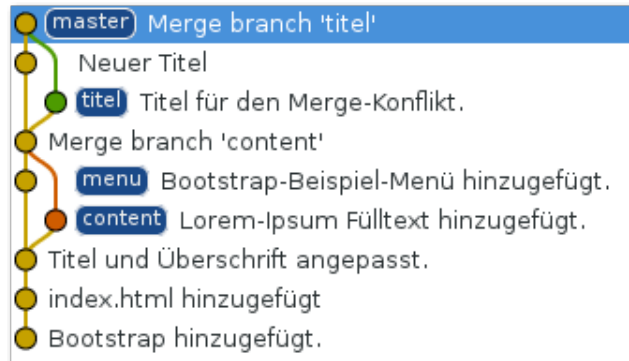 master Merge branch 'titel'
Neuer Titel
titel Titel für den Merge-Konflikt.
Merge branch 'content'
menu Bootstrap-Beispiel-Menü hinzugefügt.
content Lorem-Ipsum Fülltext hinzugefügt.
Titel und Überschrift angepasst.
index.html hinzugefügt
Bootstrap hinzugefügt.